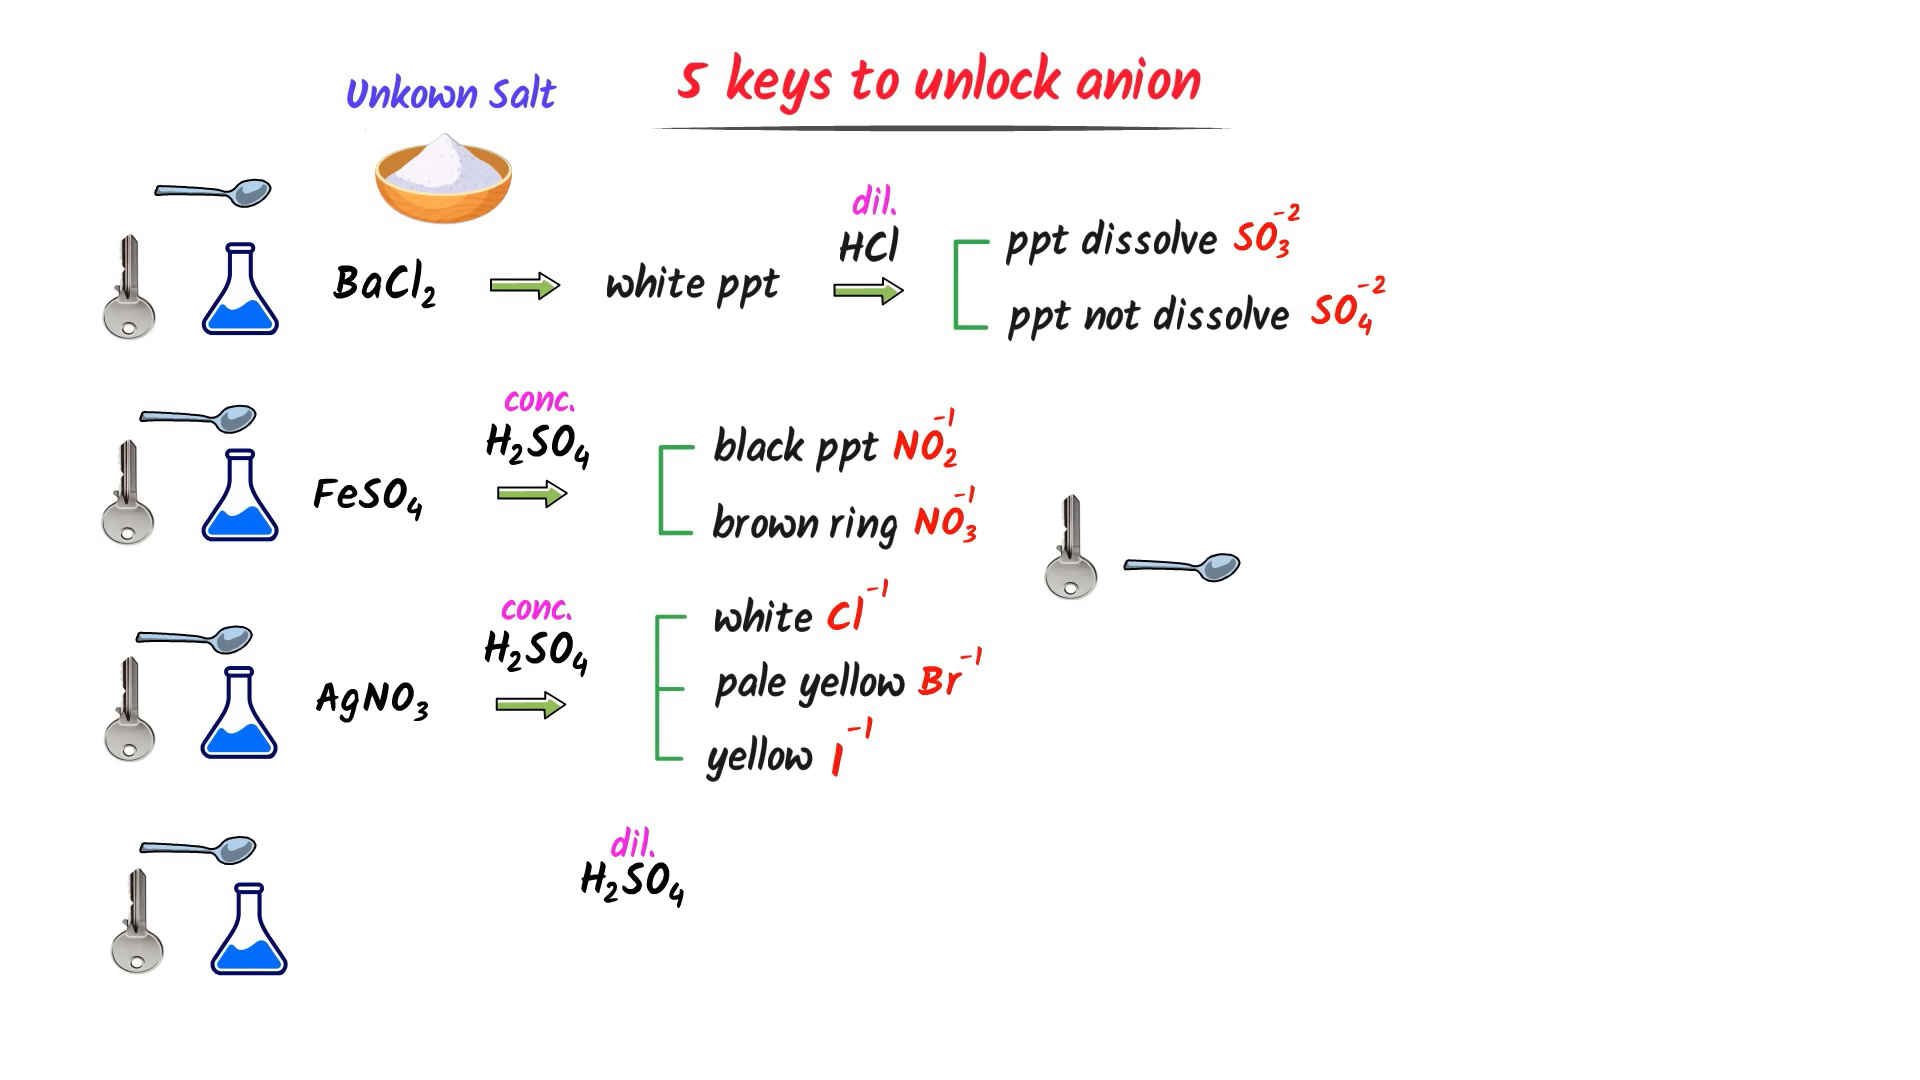 5 keys to unlock anion
Unkown Salt
BaCl₂ white ppt dil. HCl
ppt dissolve SO₃⁻²
ppt not dissolve SO₄⁻²
FeSO₄ conc. H₂SO₄
black ppt NO₂⁻¹
brown ring NO₃⁻¹
AgNO₃ conc. H₂SO₄
white Cl⁻¹
pale yellow Br⁻¹
yellow I⁻¹
dil.
H₂SO₄